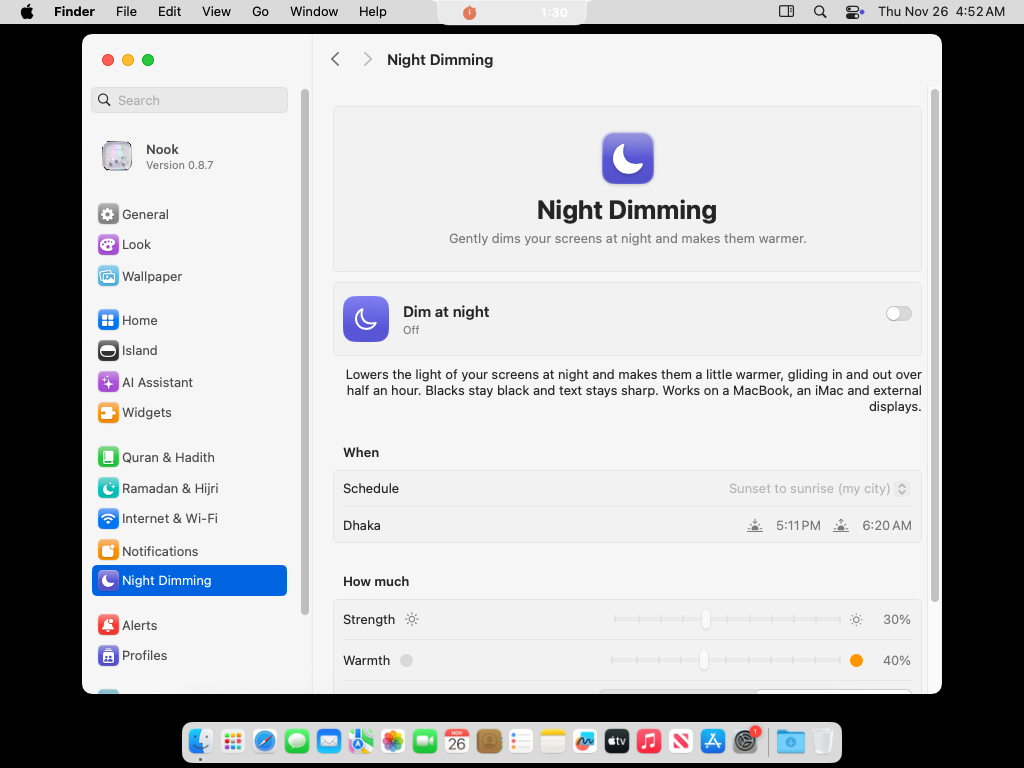 Finder File Edit View Go Window Help 1:30 Thu Nov 26 4:52 AM
Night Dimming
Search
Nook
Version 0.8.7
General
Look
Wallpaper
Home
Island
AI Assistant
Widgets
Quran & Hadith
Ramadan & Hijri
Internet & Wi-Fi
Notifications
Night Dimming
Alerts
Profiles
Night Dimming
Gently dims your screens at night and makes them warmer.
Dim at night
Off
Lowers the light of your screens at night and makes them a little warmer, gliding in and out over
half an hour. Blacks stay black and text stays sharp. Works on a MacBook, an iMac and external
displays.
When
Schedule Sunset to sunrise (my city)
Dhaka 5:11 PM 6:20 AM
How much
Strength 30%
Warmth 40%
NOV
26
tv
1